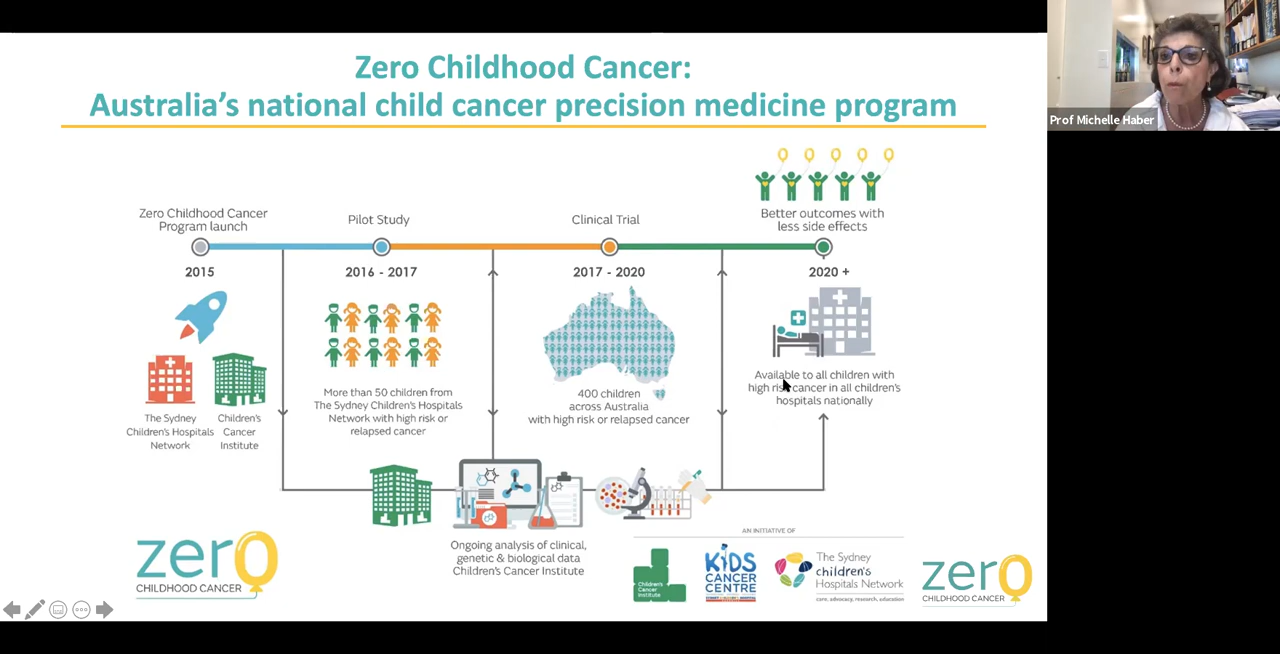 Zero Childhood Cancer:
Australia's national child cancer precision medicine program
Prof Michelle Haber
Zero Childhood Cancer
Program launch
2015
The Sydney
Children's Hospitals
Network
Children's
Cancer
Institute
Pilot Study
2016 - 2017
More than 50 children from
The Sydney Children's Hospitals
Network with high risk or
relapsed cancer
Clinical Trial
2017 - 2020
400 children
across Australia
with high risk or relapsed cancer
Better outcomes with
less side effects
2020 +
Available to all children with
high risk cancer in all children's
hospitals nationally
Ongoing analysis of clinical,
genetic & biological data
Children's Cancer Institute
zero
CHILDHOOD CANCER
AN INITIATIVE OF
Children's
Cancer
Institute
KiDS
CANCER
CENTRE
The Sydney
children's
Hospitals Network
care, advocacy, research, education
zero
CHILDHOOD CANCER